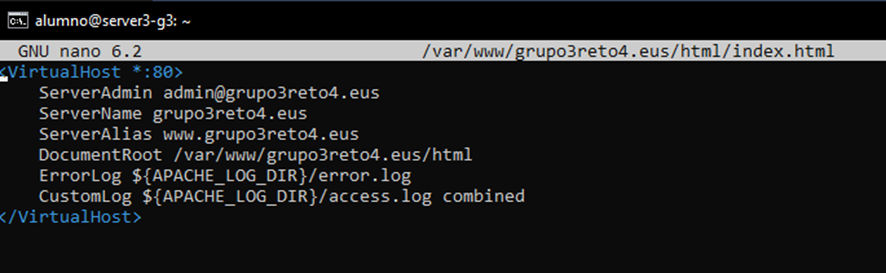 alumno@server3-g3: ~
GNU nano 6.2 /var/www/grupo3reto4.eus/html/index.html
<VirtualHost *:80>
ServerAdmin admin@grupo3reto4.eus
ServerName grupo3reto4.eus
ServerAlias www.grupo3reto4.eus
DocumentRoot /var/www/grupo3reto4.eus/html
ErrorLog ${APACHE_LOG_DIR}/error.log
CustomLog ${APACHE_LOG_DIR}/access.log combined
</VirtualHost>